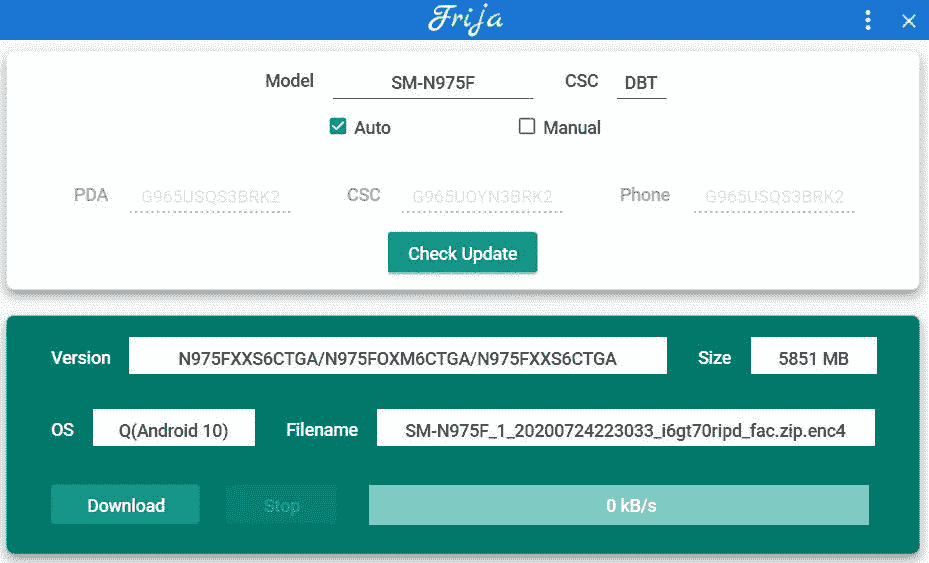 Frija
Model SM-N975F CSC DBT
Auto Manual
PDA G965USQS3BRK2 CSC G965UOYN3BRK2 Phone G965USQS3BRK2
Check Update
Version N975FXXS6CTGA/N975FOXM6CTGA/N975FXXS6CTGA Size 5851 MB
OS Q(Android 10) Filename SM-N975F_1_20200724223033_i6gt70ripd_fac.zip.enc4
Download Stop 0 kB/s